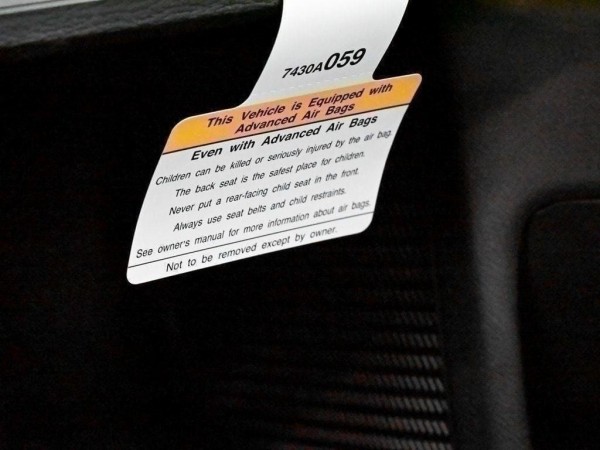 7430A059
This Vehicle is Equipped with
Advanced Air Bags
Even with Advanced Air Bags
Children can be killed or seriously injured by the air bag.
The back seat is the safest place for children.
Never put a rear-facing child seat in the front.
Always use seat belts and child restraints.
See owner's manual for more information about air bags.
Not to be removed except by owner.